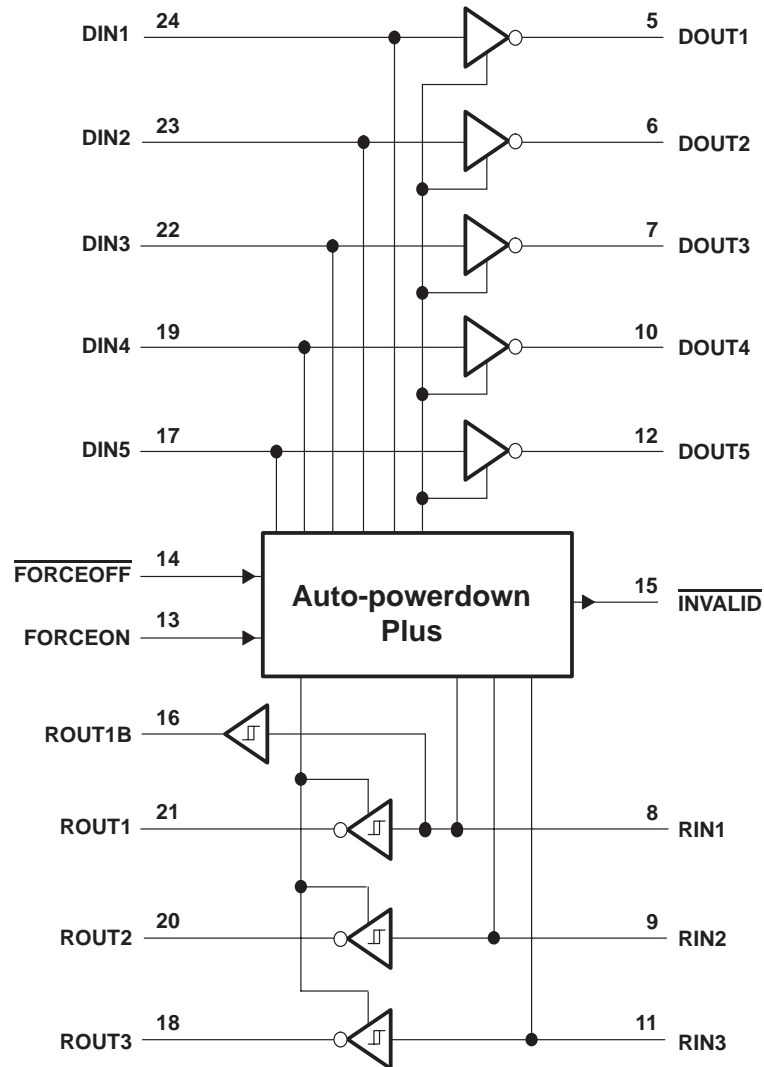 DIN1 24 5 DOUT1
DIN2 23 6 DOUT2
DIN3 22 7 DOUT3
DIN4 19 10 DOUT4
DIN5 17 12 DOUT5
FORCEOFF 14
Auto-powerdown
Plus
15 INVALID
FORCEON 13
ROUT1B 16
ROUT1 21 8 RIN1
ROUT2 20 9 RIN2
ROUT3 18 11 RIN3